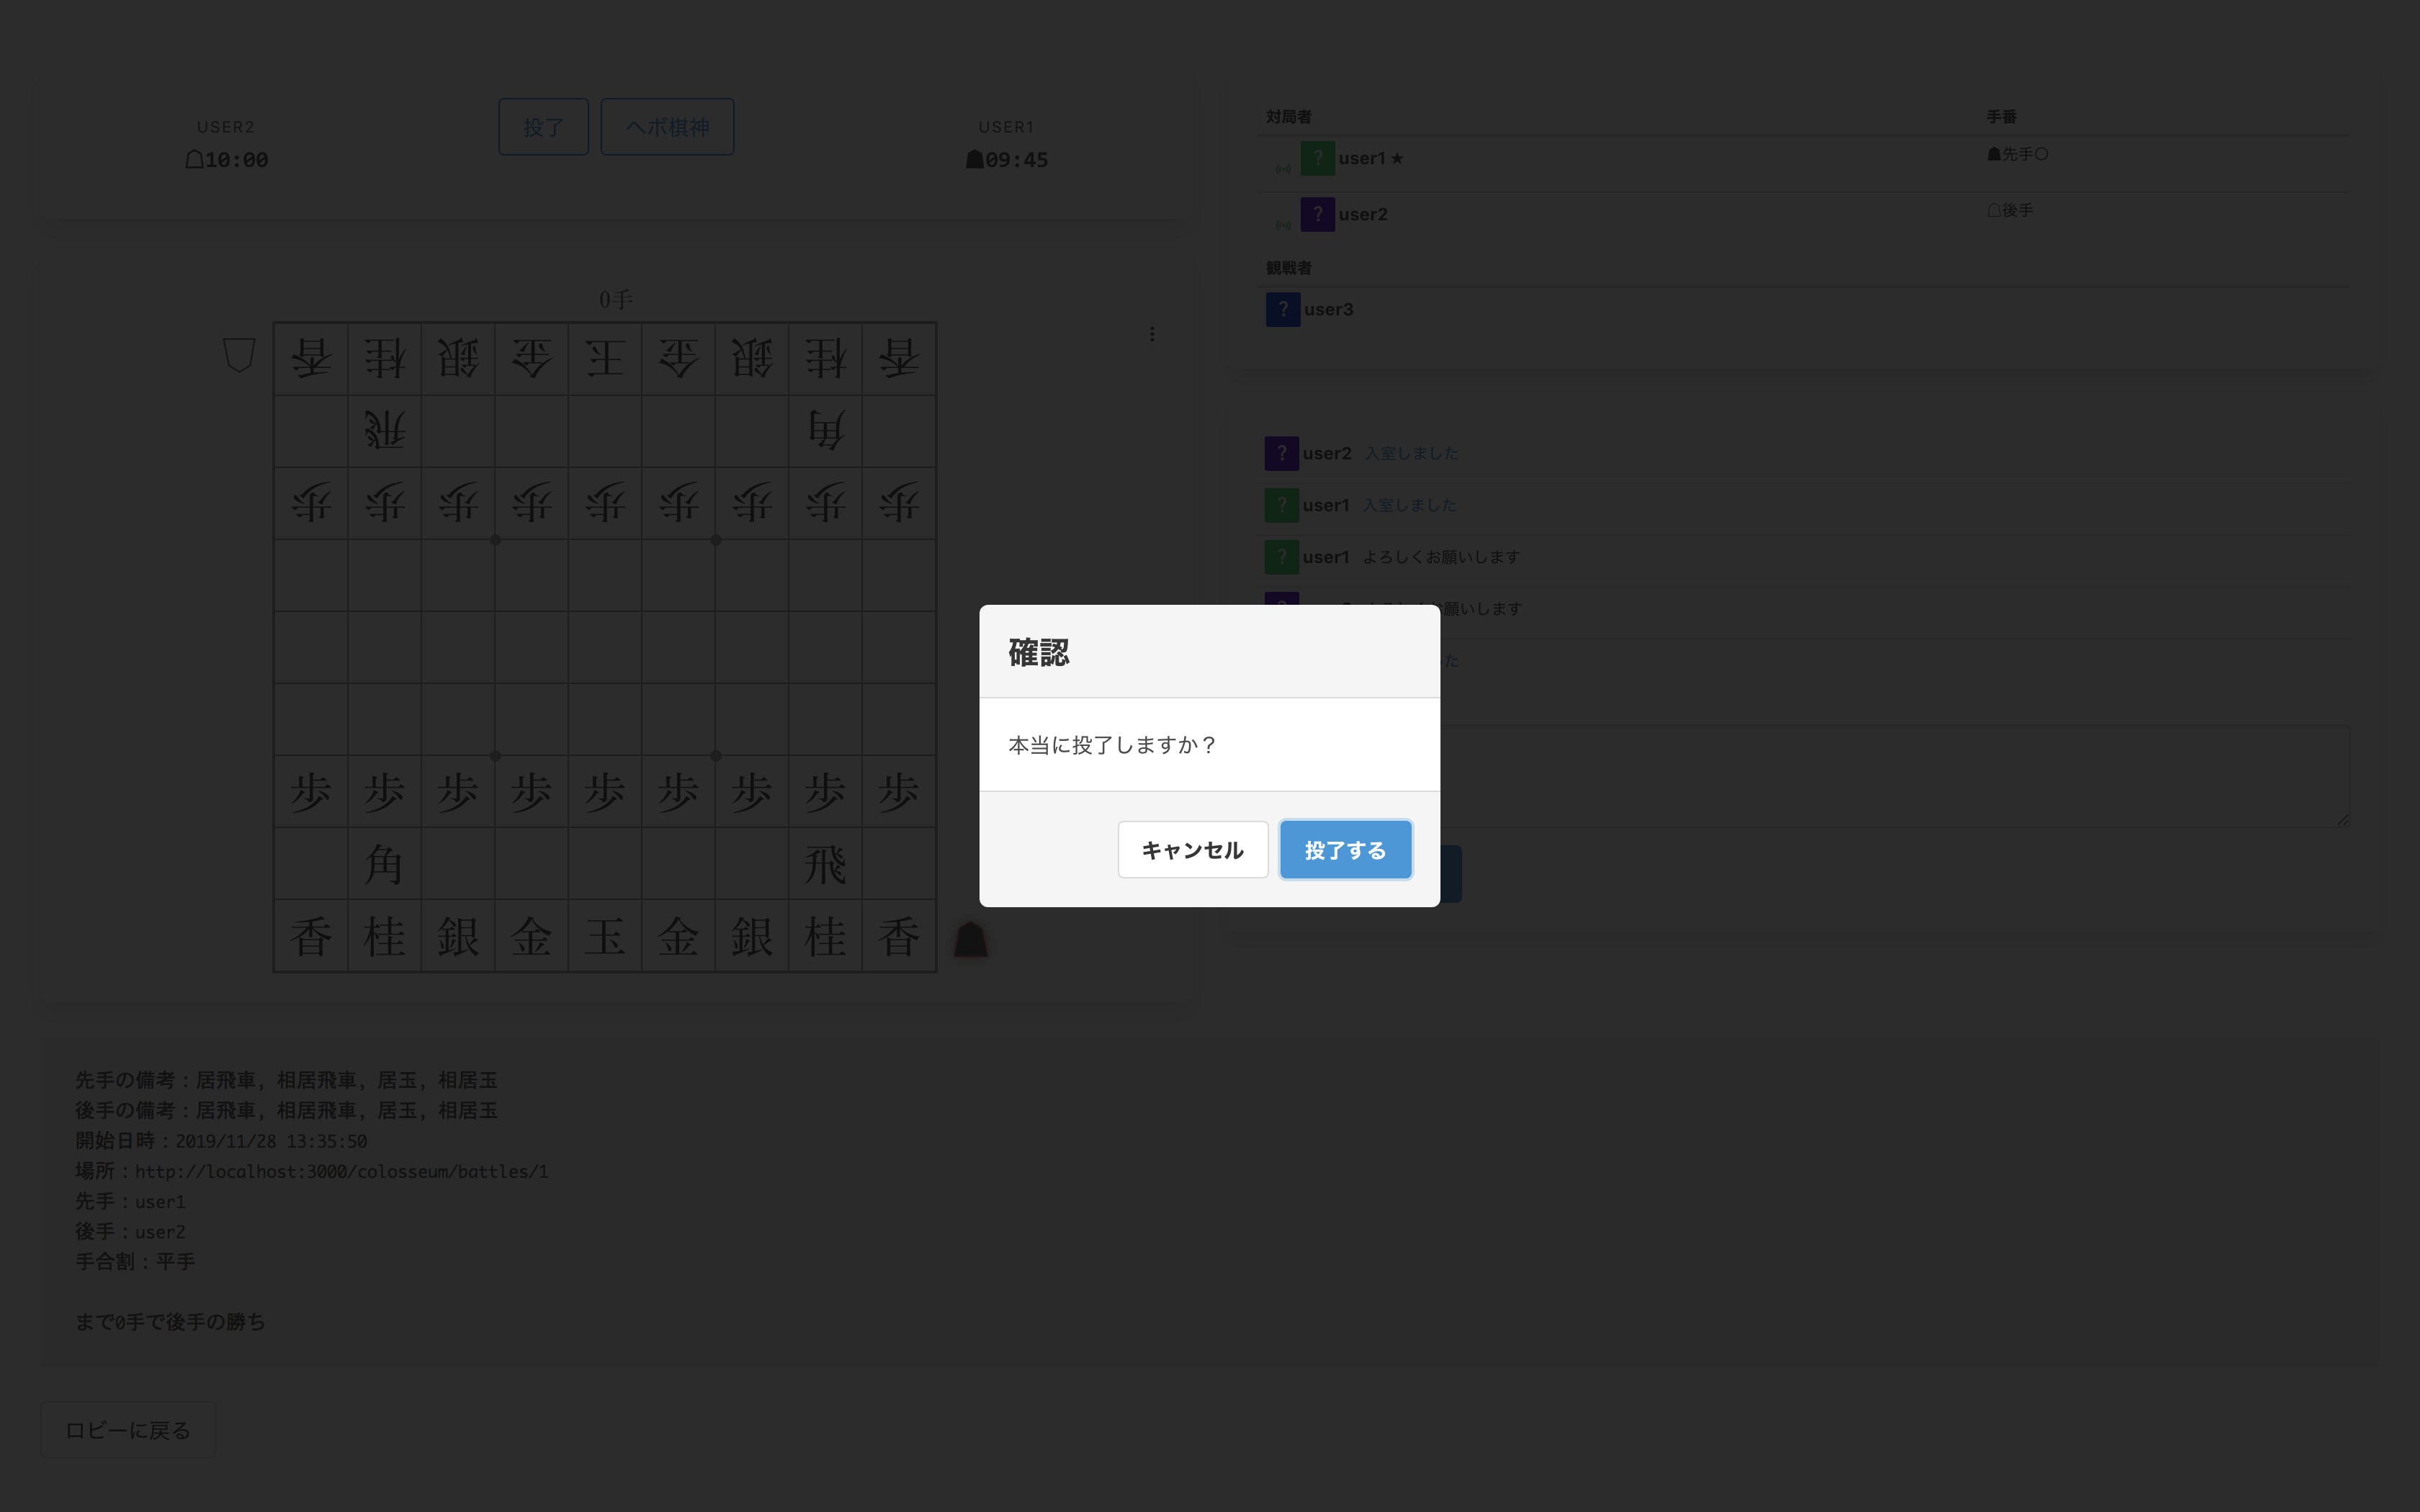 USER2
10:00
投了
ヘボ棋神
USER1
09:45
0手
香桂銀金王金銀桂香
飛角
歩歩歩歩歩歩歩歩歩
歩歩歩歩歩歩歩歩歩
角飛
香桂銀金玉金銀桂香
対局者 手番
? user1 ★ 先手○
? user2 後手
観戦者
? user3
? user2 入室しました
? user1 入室しました
? user1 よろしくお願いします
願いします
た
確認
本当に投了しますか？
キャンセル
投了する
先手の備考：居飛車, 相居飛車, 居玉, 相居玉
後手の備考：居飛車, 相居飛車, 居玉, 相居玉
開始日時：2019/11/28 13:35:50
場所：http://localhost:3000/colosseum/battles/1
先手：user1
後手：user2
手合割：平手
まで0手で後手の勝ち
ロビーに戻る